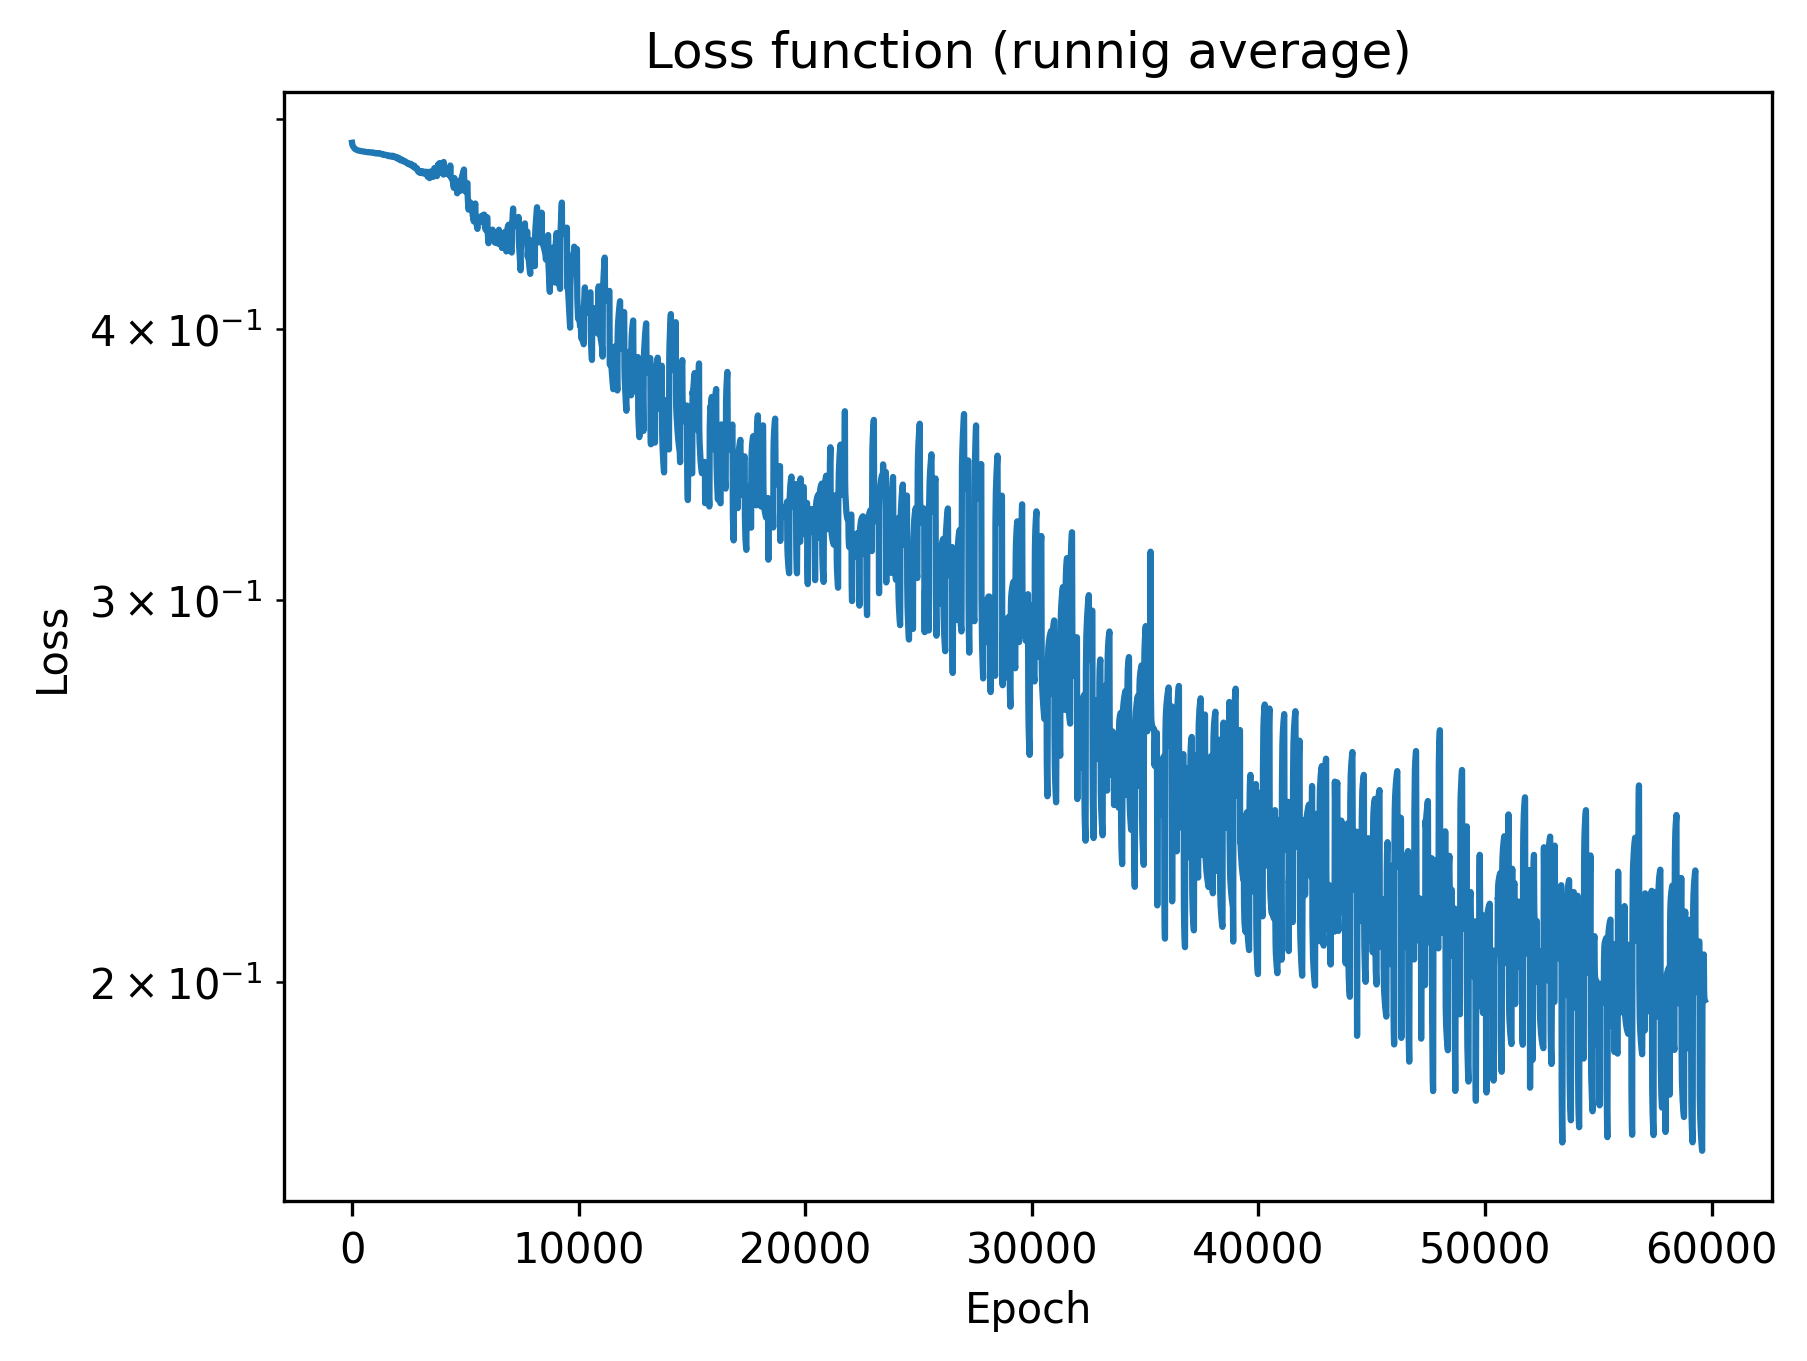 Loss function (runnig average)
Loss
4 × 10⁻¹
3 × 10⁻¹
2 × 10⁻¹
0 10000 20000 30000 40000 50000 60000
Epoch